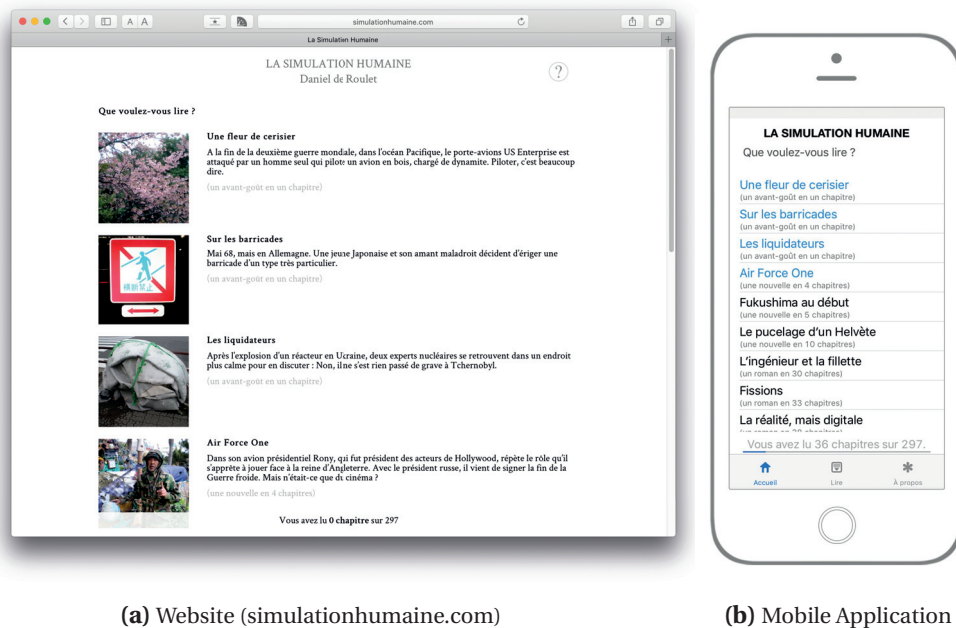 A A
simulationhumaine.com
La Simulation Humaine
LA SIMULATION HUMAINE
Daniel de Roulet
?
Que voulez-vous lire ?
Une fleur de cerisier
A la fin de la deuxième guerre mondale, dans l'océan Pacifique, le porte-avions US Enterprise est
attaqué par un homme seul qui pilote un avion en bois, chargé de dynamite. Piloter, c'est beaucoup
dire.
(un avant-goût en un chapitre)
横断禁止
Sur les barricades
Mai 68, mais en Allemagne. Une jeune Japonaise et son amant maladroit décident d'ériger une
barricade d'un type très particulier.
(un avant-goût en un chapitre)
Les liquidateurs
Après l'explosion d'un réacteur en Ucraine, deux experts nucléaires se retrouvent dans un endroit
plus calme pour en discuter : Non, il ne s'est rien passé de grave à Tchernobyl.
(un avant-goût en un chapitre)
Air Force One
Dans son avion présidentiel Rony, qui fut président des acteurs de Hollywood, répète le rôle qu'il
s'apprête à jouer face à la reine d'Angleterre. Avec le président russe, il vient de signer la fin de la
Guerre froide. Mais n'était-ce que du cinéma ?
(une nouvelle en 4 chapitres)
Vous avez lu 0 chapitre sur 297
LA SIMULATION HUMAINE
Que voulez-vous lire ?
Une fleur de cerisier
(un avant-goût en un chapitre)
Sur les barricades
(un avant-goût en un chapitre)
Les liquidateurs
(un avant-goût en un chapitre)
Air Force One
(une nouvelle en 4 chapitres)
Fukushima au début
(une nouvelle en 5 chapitres)
Le pucelage d'un Helvète
(une nouvelle en 10 chapitres)
L'ingénieur et la fillette
(un roman en 30 chapitres)
Fissions
(un roman en 33 chapitres)
La réalité, mais digitale
Vous avez lu 36 chapitres sur 297.
Accueil Lire À propos
(a) Website (simulationhumaine.com)
(b) Mobile Application